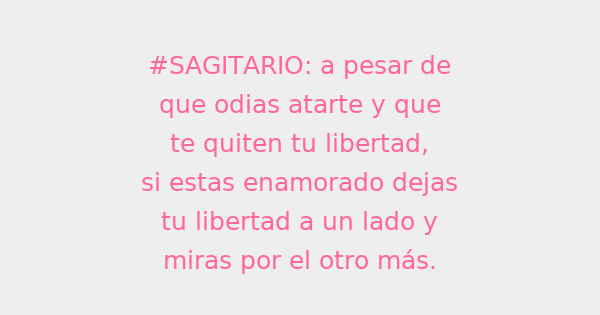 #SAGITARIO: a pesar de
que odias atarte y que
te quiten tu libertad,
si estas enamorado dejas
tu libertad a un lado y
miras por el otro más.